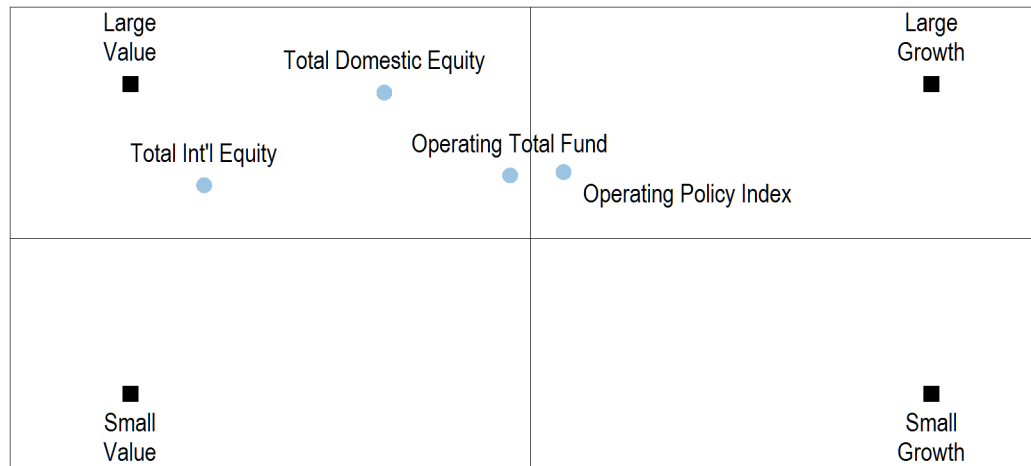 Large
Value
Large
Growth
Total Domestic Equity
Total Int'l Equity
Operating Total Fund
Operating Policy Index
Small
Value
Small
Growth